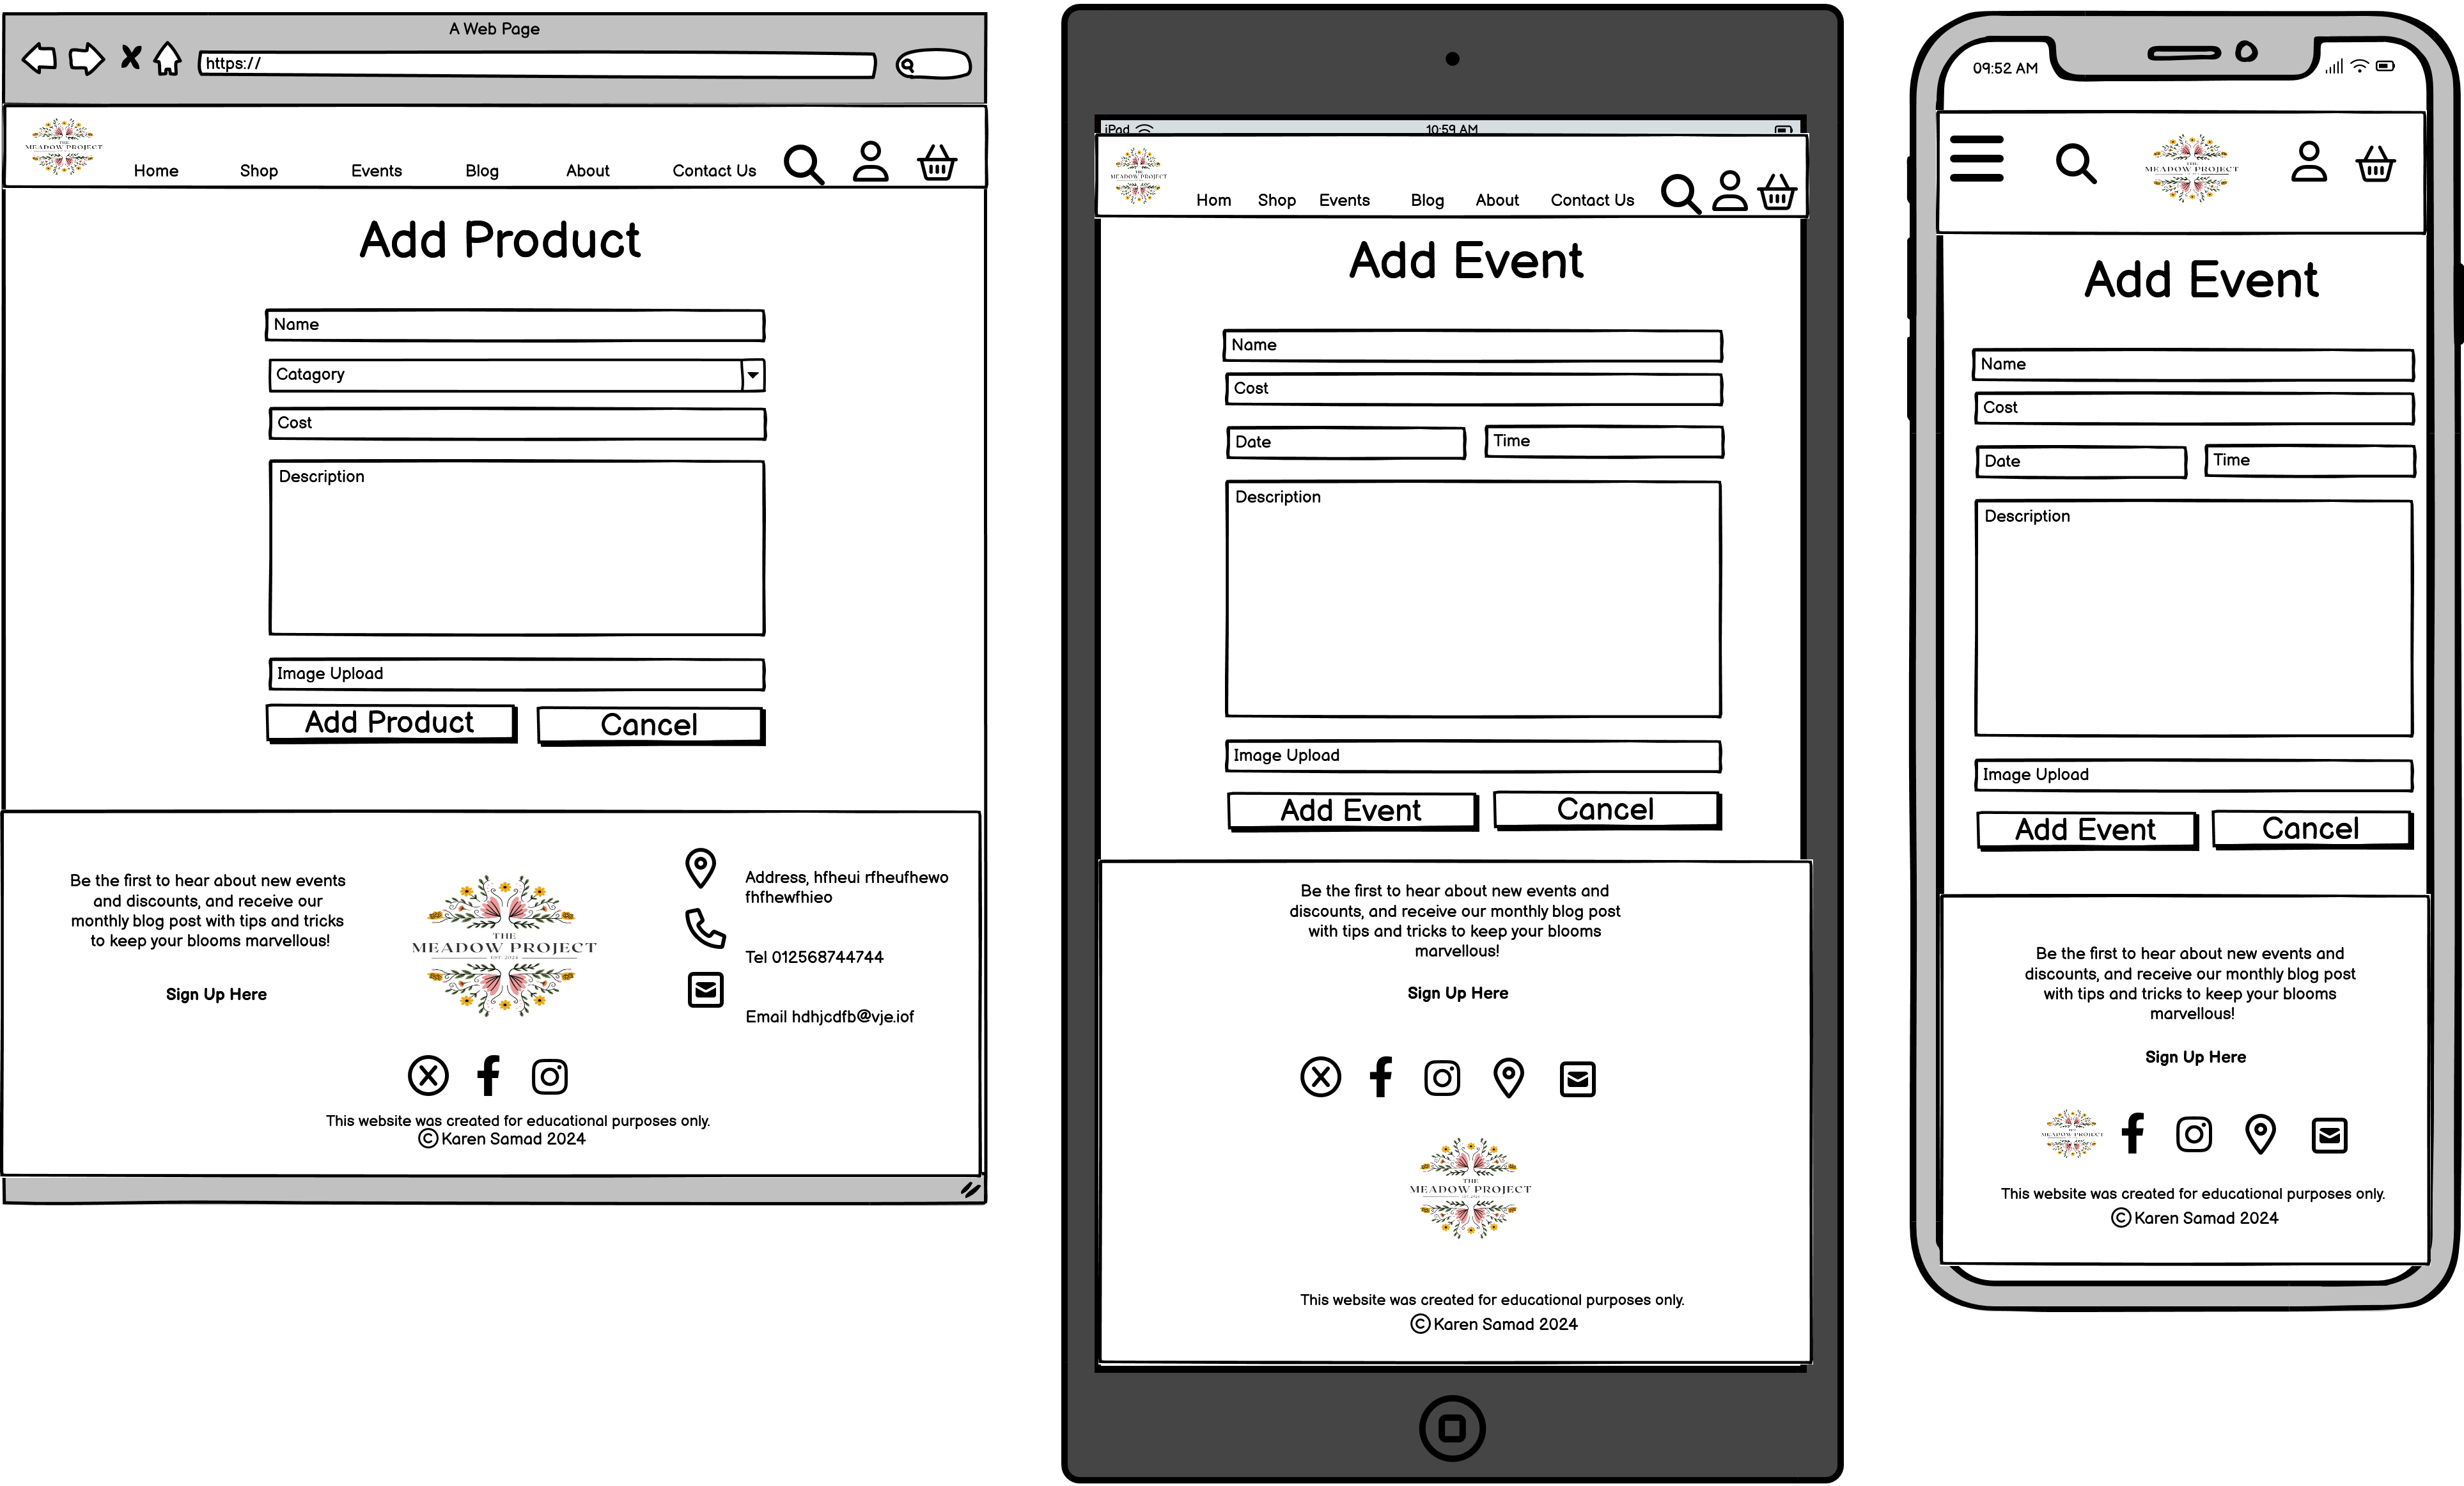 A Web Page
https://
THE
MEADOW PROJECT
Home Shop Events Blog About Contact Us
Add Product
Name
Catagory
Cost
Description
Image Upload
Add Product Cancel
Be the first to hear about new events
and discounts, and receive our
monthly blog post with tips and tricks
to keep your blooms marvellous!
Sign Up Here
THE
MEADOW PROJECT
EST. 2024
Address, hfheui rfheufhewo
fhfhewfhieo
Tel 012568744744
Email hdhjcdfb@vje.iof
This website was created for educational purposes only.
© Karen Samad 2024
iPad 10:59 AM
THE
MEADOW PROJECT
Hom Shop Events Blog About Contact Us
Add Event
Name
Cost
Date Time
Description
Image Upload
Add Event Cancel
Be the first to hear about new events and
discounts, and receive our monthly blog post
with tips and tricks to keep your blooms
marvellous!
Sign Up Here
THE
MEADOW PROJECT
EST. 2024
This website was created for educational purposes only.
© Karen Samad 2024
09:52 AM
THE
MEADOW PROJECT
Add Event
Name
Cost
Date Time
Description
Image Upload
Add Event Cancel
Be the first to hear about new events and
discounts, and receive our monthly blog post
with tips and tricks to keep your blooms
marvellous!
Sign Up Here
THE
MEADOW PROJECT
This website was created for educational purposes only.
© Karen Samad 2024